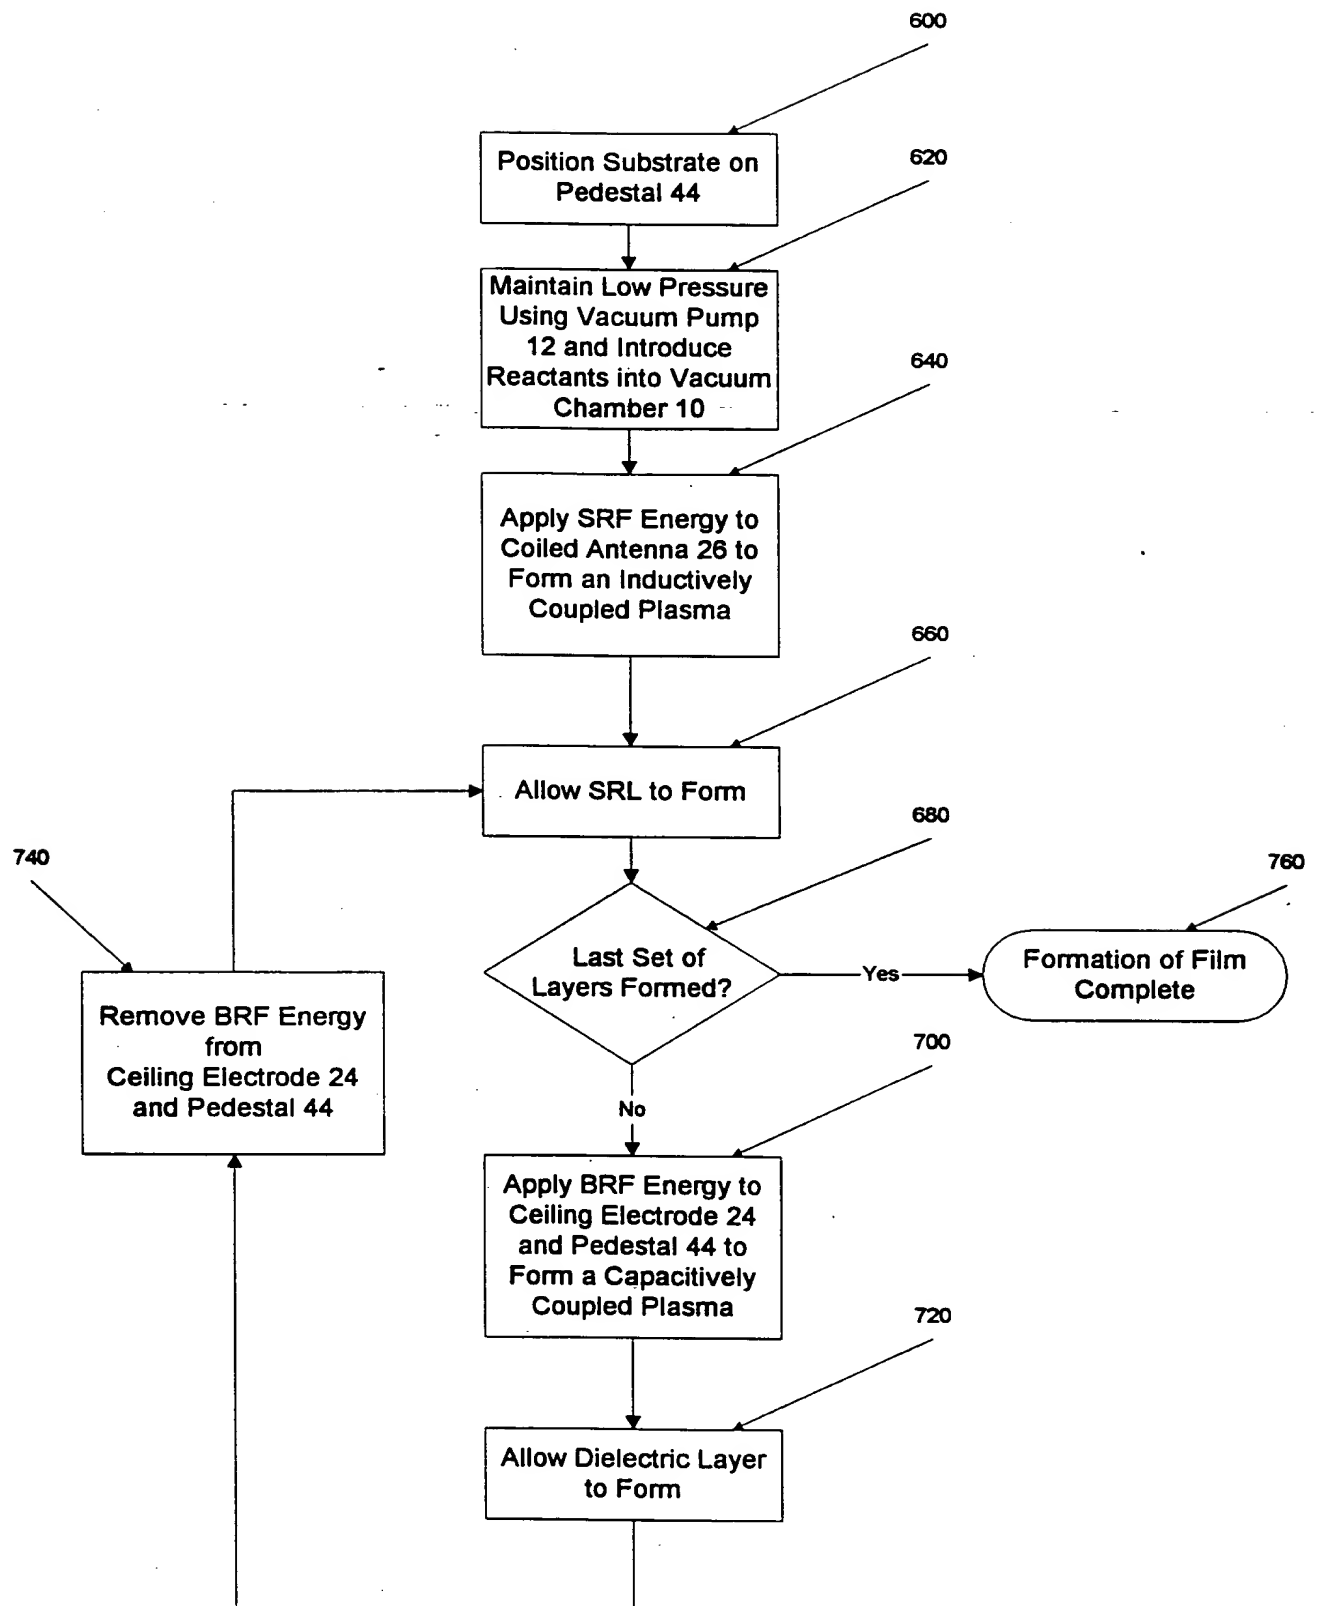 600
Position Substrate on
Pedestal 44
620
Maintain Low Pressure
Using Vacuum Pump
12 and Introduce
Reactants into Vacuum
Chamber 10
640
Apply SRF Energy to
Coiled Antenna 26 to
Form an Inductively
Coupled Plasma
660
Allow SRL to Form
680
Last Set of
Layers Formed?
Yes
760
Formation of Film
Complete
740
Remove BRF Energy
from
Ceiling Electrode 24
and Pedestal 44
No
700
Apply BRF Energy to
Ceiling Electrode 24
and Pedestal 44 to
Form a Capacitively
Coupled Plasma
720
Allow Dielectric Layer
to Form